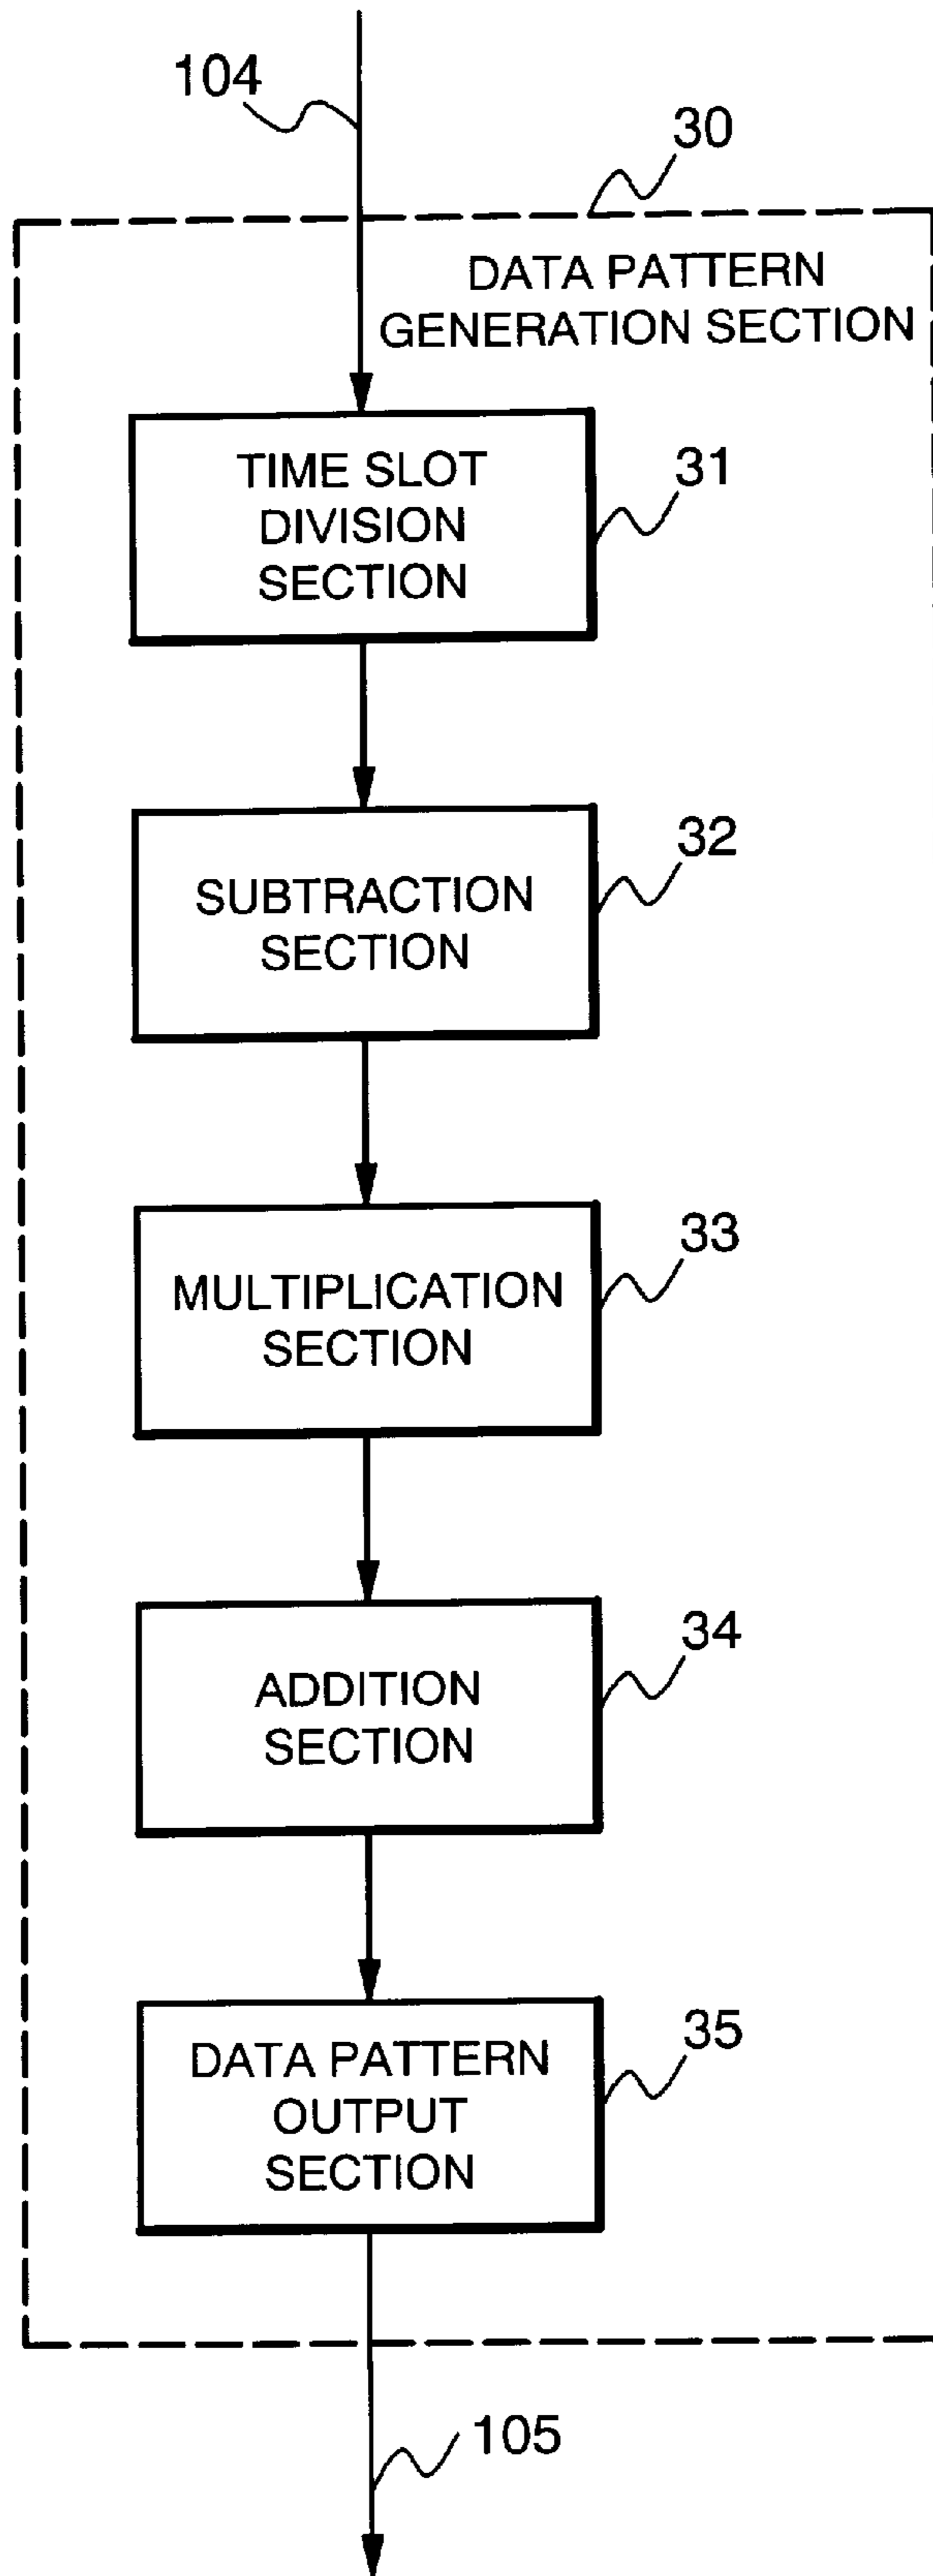 104
30
DATA PATTERN
GENERATION SECTION
TIME SLOT
DIVISION
SECTION
31
SUBTRACTION
SECTION
32
MULTIPLICATION
SECTION
33
ADDITION
SECTION
34
DATA PATTERN
OUTPUT
SECTION
35
105